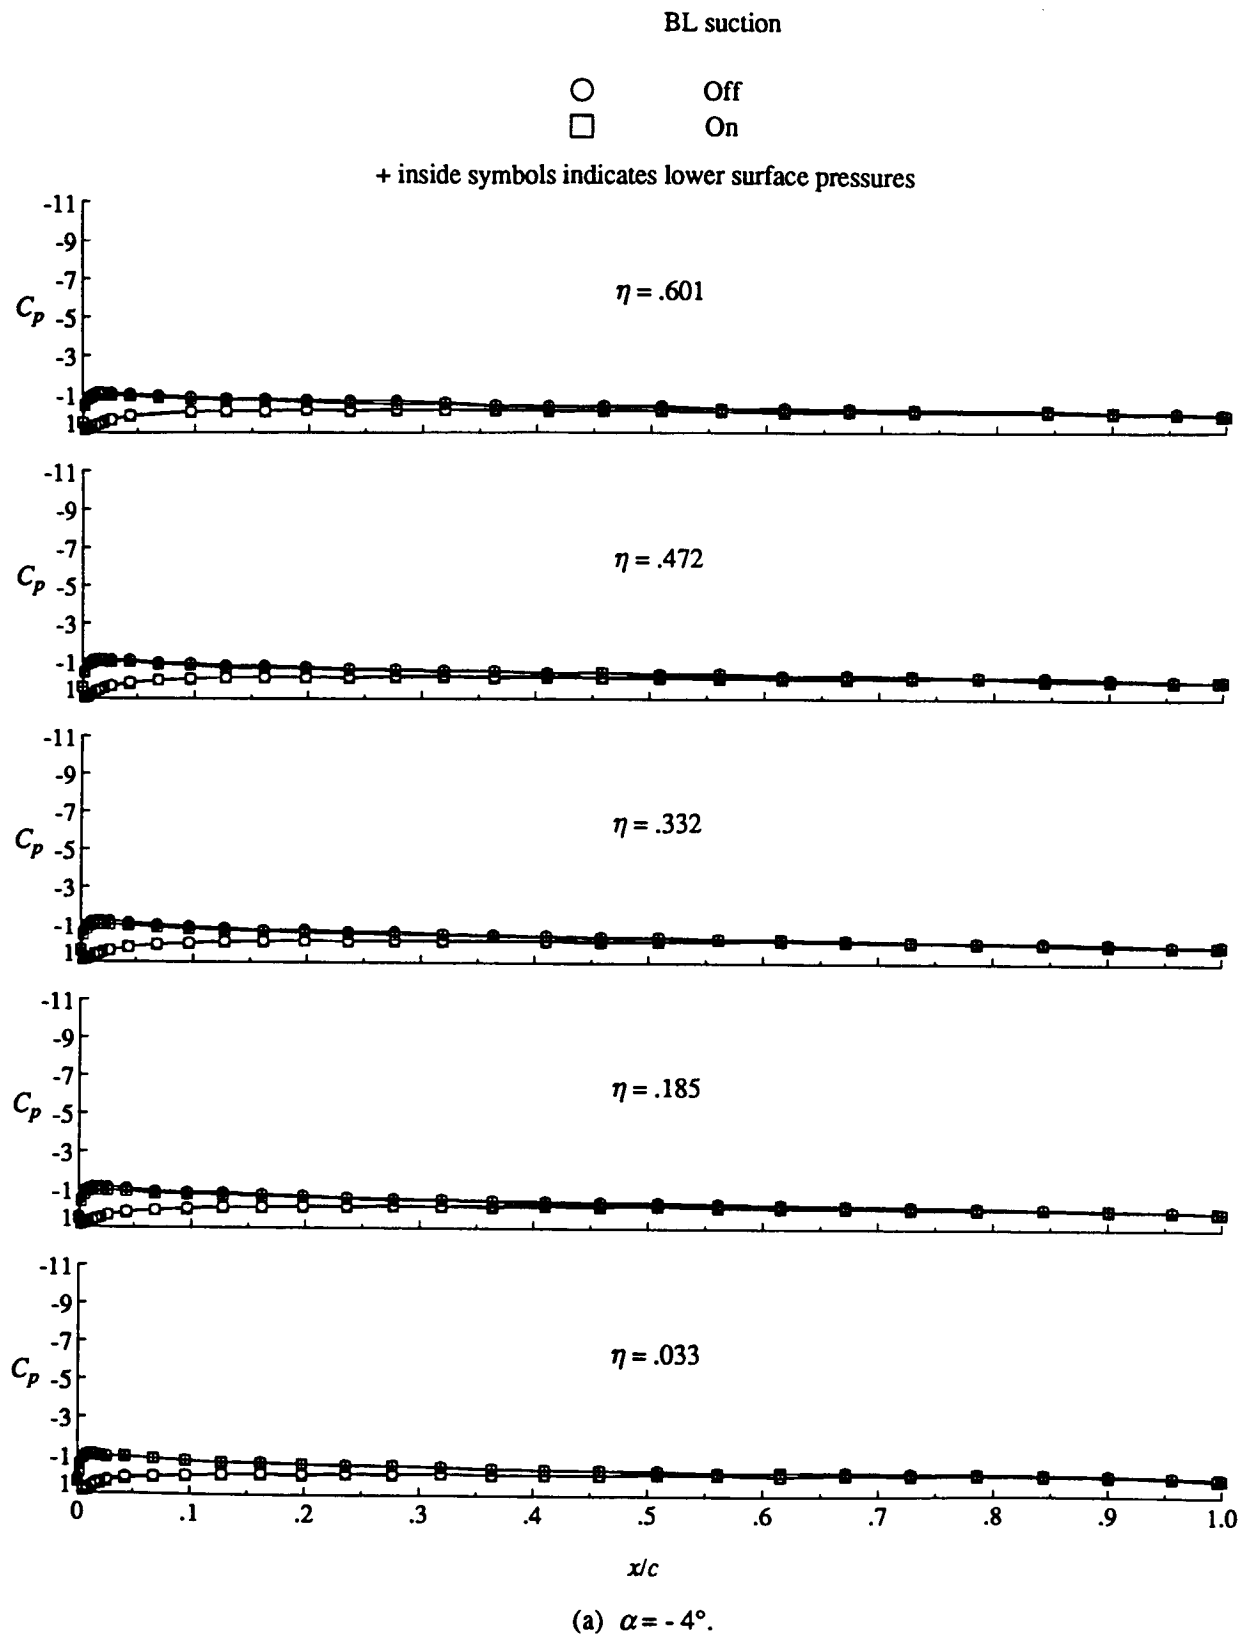 BL suction
Off
On
+ inside symbols indicates lower surface pressures
-11
-9
-7
Cp -5
-3
-1
1
η = .601
-11
-9
-7
Cp -5
-3
-1
1
η = .472
-11
-9
-7
Cp -5
-3
-1
1
η = .332
-11
-9
-7
Cp -5
-3
-1
1
η = .185
-11
-9
-7
Cp -5
-3
-1
1
η = .033
0 .1 .2 .3 .4 .5 .6 .7 .8 .9 1.0
x/c
(a) α = - 4°.